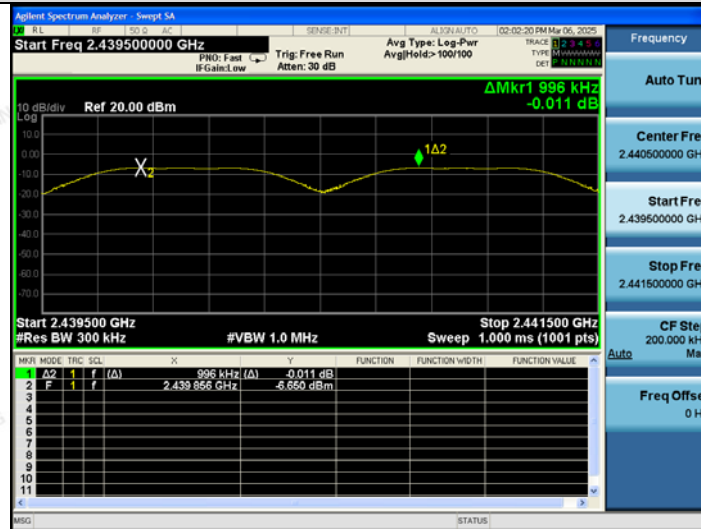 Agilent Spectrum Analyzer - Swept SA
RL RF 50 Ω AC SENSE:INT ALIGNAUTO 02:02:20 PM Mar 06, 2025
Start Freq 2.439500000 GHz
PNO: Fast
IFGain:Low
Trig: Free Run
Atten: 30 dB
Avg Type: Log-Pwr
Avg|Hold:>100/100
TRACE 1 2 3 4 5 6
TYPE M
DET P N N N N N
ΔMkr1 996 kHz
-0.011 dB
10 dB/div Ref 20.00 dBm
Log
10.0
0.00
-10.0
-20.0
-30.0
-40.0
-50.0
-60.0
-70.0
X2
1Δ2
Start 2.439500 GHz
Stop 2.441500 GHz
#Res BW 300 kHz
#VBW 1.0 MHz
Sweep 1.000 ms (1001 pts)
MKR MODE TRC SCL X Y FUNCTION FUNCTION WIDTH FUNCTION VALUE
1 Δ2 1 f (Δ) 996 kHz (Δ) -0.011 dB
2 F 1 f 2.439 856 GHz -6.650 dBm
3
4
5
6
7
8
9
10
11
MSG
STATUS
Frequency
Auto Tun
Center Fre
2.440500000 GH
Start Fre
2.439500000 GH
Stop Fre
2.441500000 GH
CF Ste
200.000 kH
Auto Ma
Freq Offse
0 H